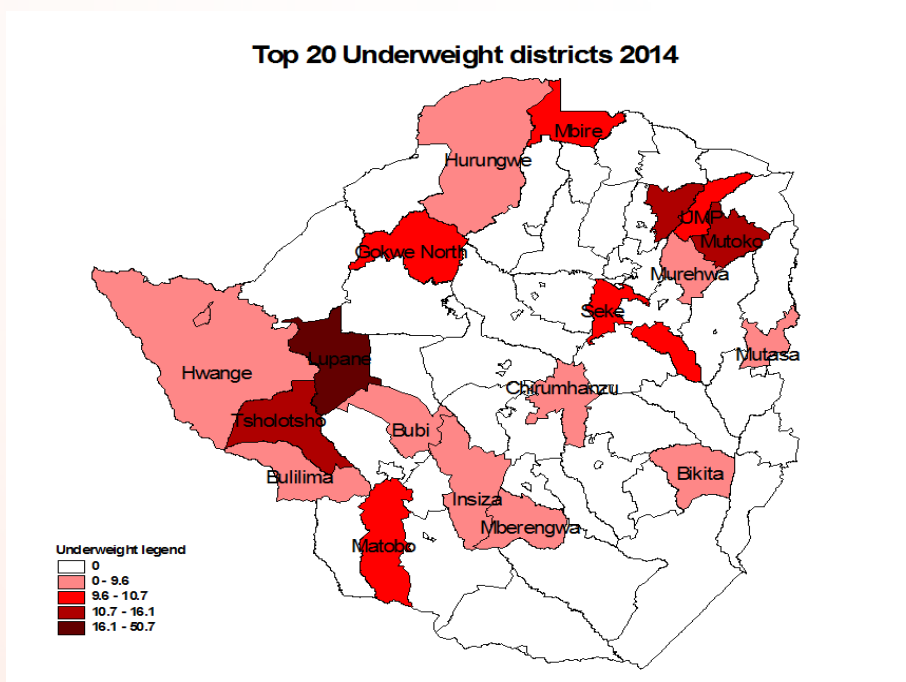 Top 20 Underweight districts 2014
Mbire
Hurungwe
UMP
Mutoko
Gokwe North
Murehwa
Seke
Mutasa
Lupane
Hwange
Chirumhanzu
Tsholotsho
Bubi
Bulilima
Bikita
Insiza
Mberengwa
Matobo
Underweight legend
0
0 - 9.6
9.6 - 10.7
10.7 - 16.1
16.1 - 50.7